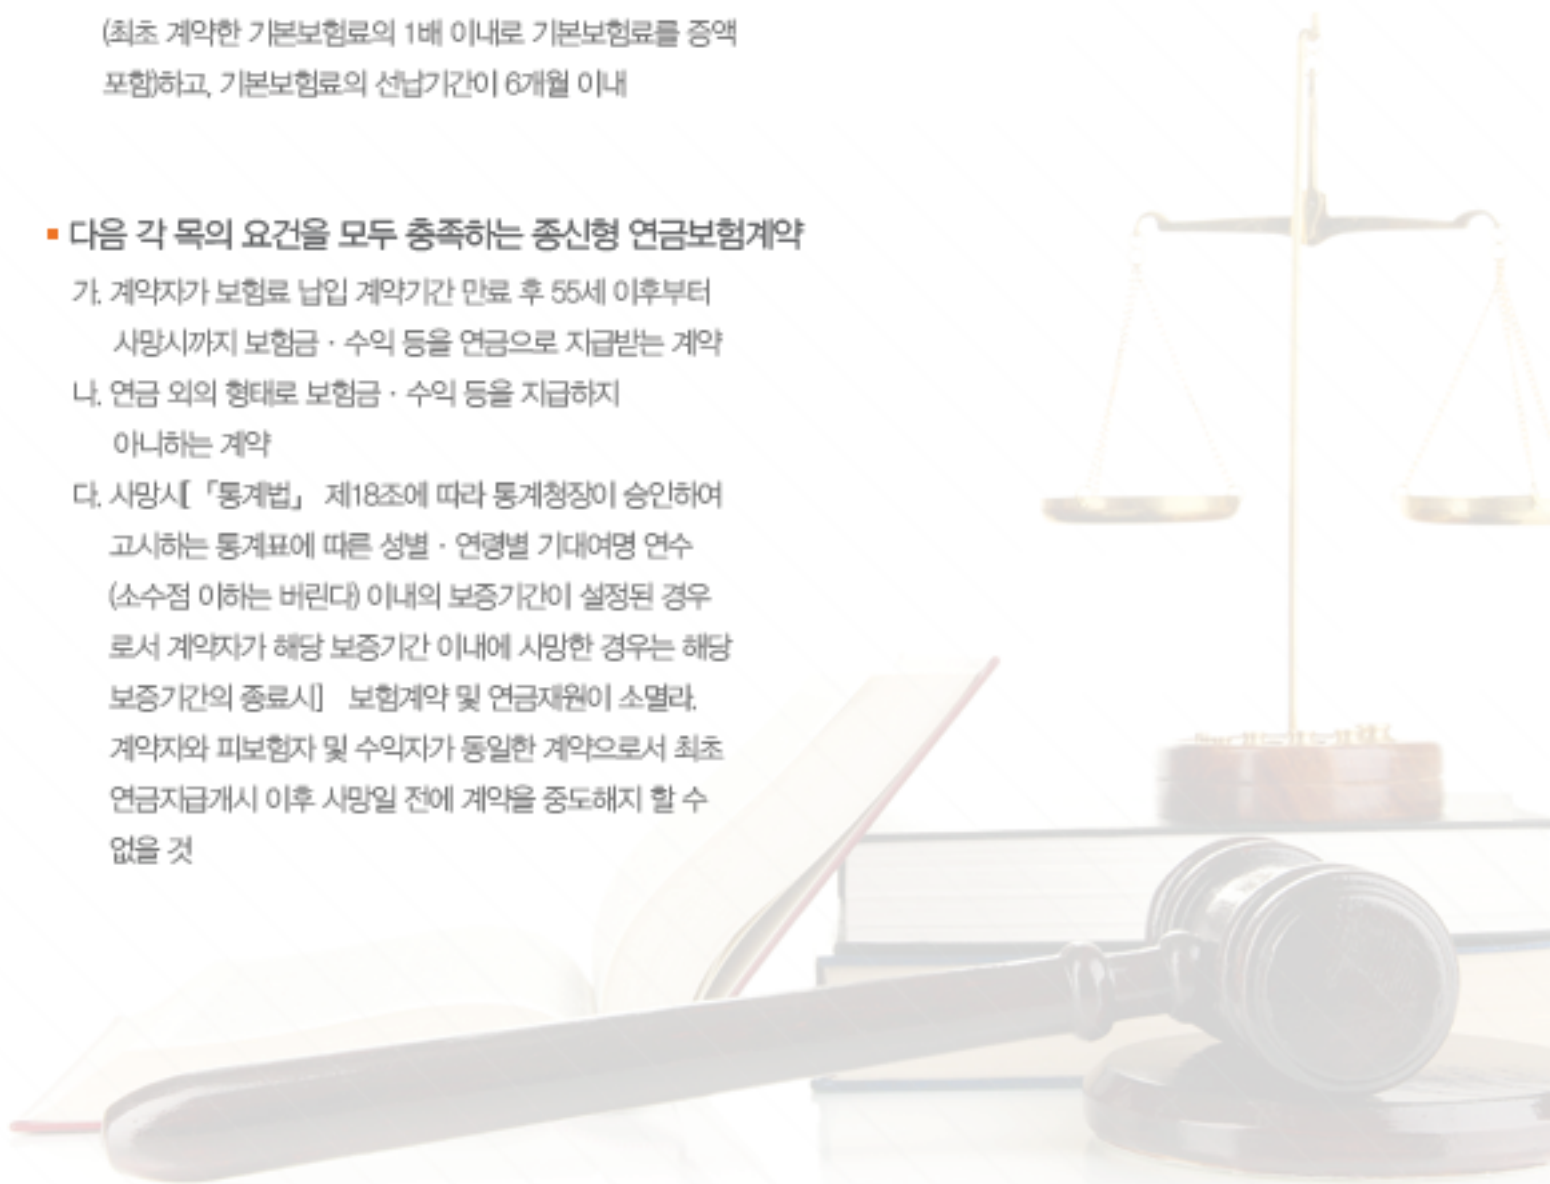 (최초 계약한 기본보험료의 1배 이내로 기본보험료를 증액
포함)하고, 기본보험료의 선납기간이 6개월 이내
▪ 다음 각 목의 요건을 모두 충족하는 종신형 연금보험계약
가. 계약자가 보험료 납입 계약기간 만료 후 55세 이후부터
사망시까지 보험금 · 수익 등을 연금으로 지급받는 계약
나. 연금 외의 형태로 보험금 · 수익 등을 지급하지
아니하는 계약
다. 사망시[「통계법」 제18조에 따라 통계청장이 승인하여
고시하는 통계표에 따른 성별 · 연령별 기대여명 연수
(소수점 이하는 버린다) 이내의 보증기간이 설정된 경우
로서 계약자가 해당 보증기간 이내에 사망한 경우는 해당
보증기간의 종료시] 보험계약 및 연금재원이 소멸라.
계약자와 피보험자 및 수익자가 동일한 계약으로서 최초
연금지급개시 이후 사망일 전에 계약을 중도해지 할 수
없을 것